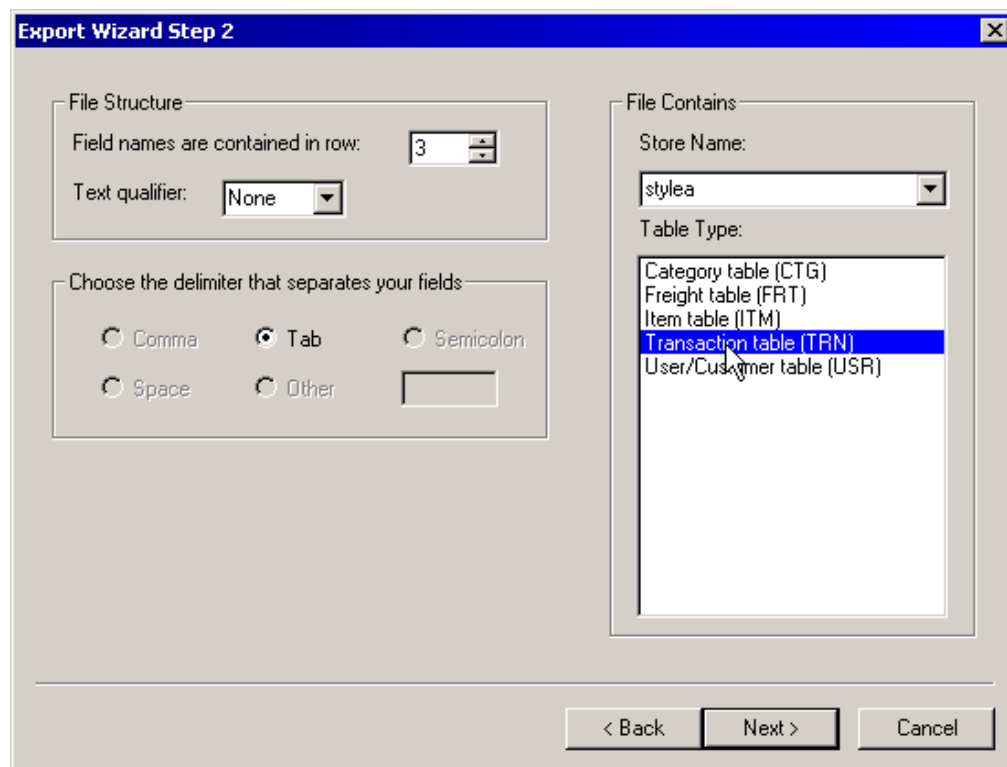 Export Wizard Step 2
File Structure
Field names are contained in row: 3
Text qualifier: None
Choose the delimiter that separates your fields
Comma Tab Semicolon
Space Other
File Contains
Store Name:
stylea
Table Type:
Category table (CTG)
Freight table (FRT)
Item table (ITM)
Transaction table (TRN)
User/Customer table (USR)
< Back Next > Cancel